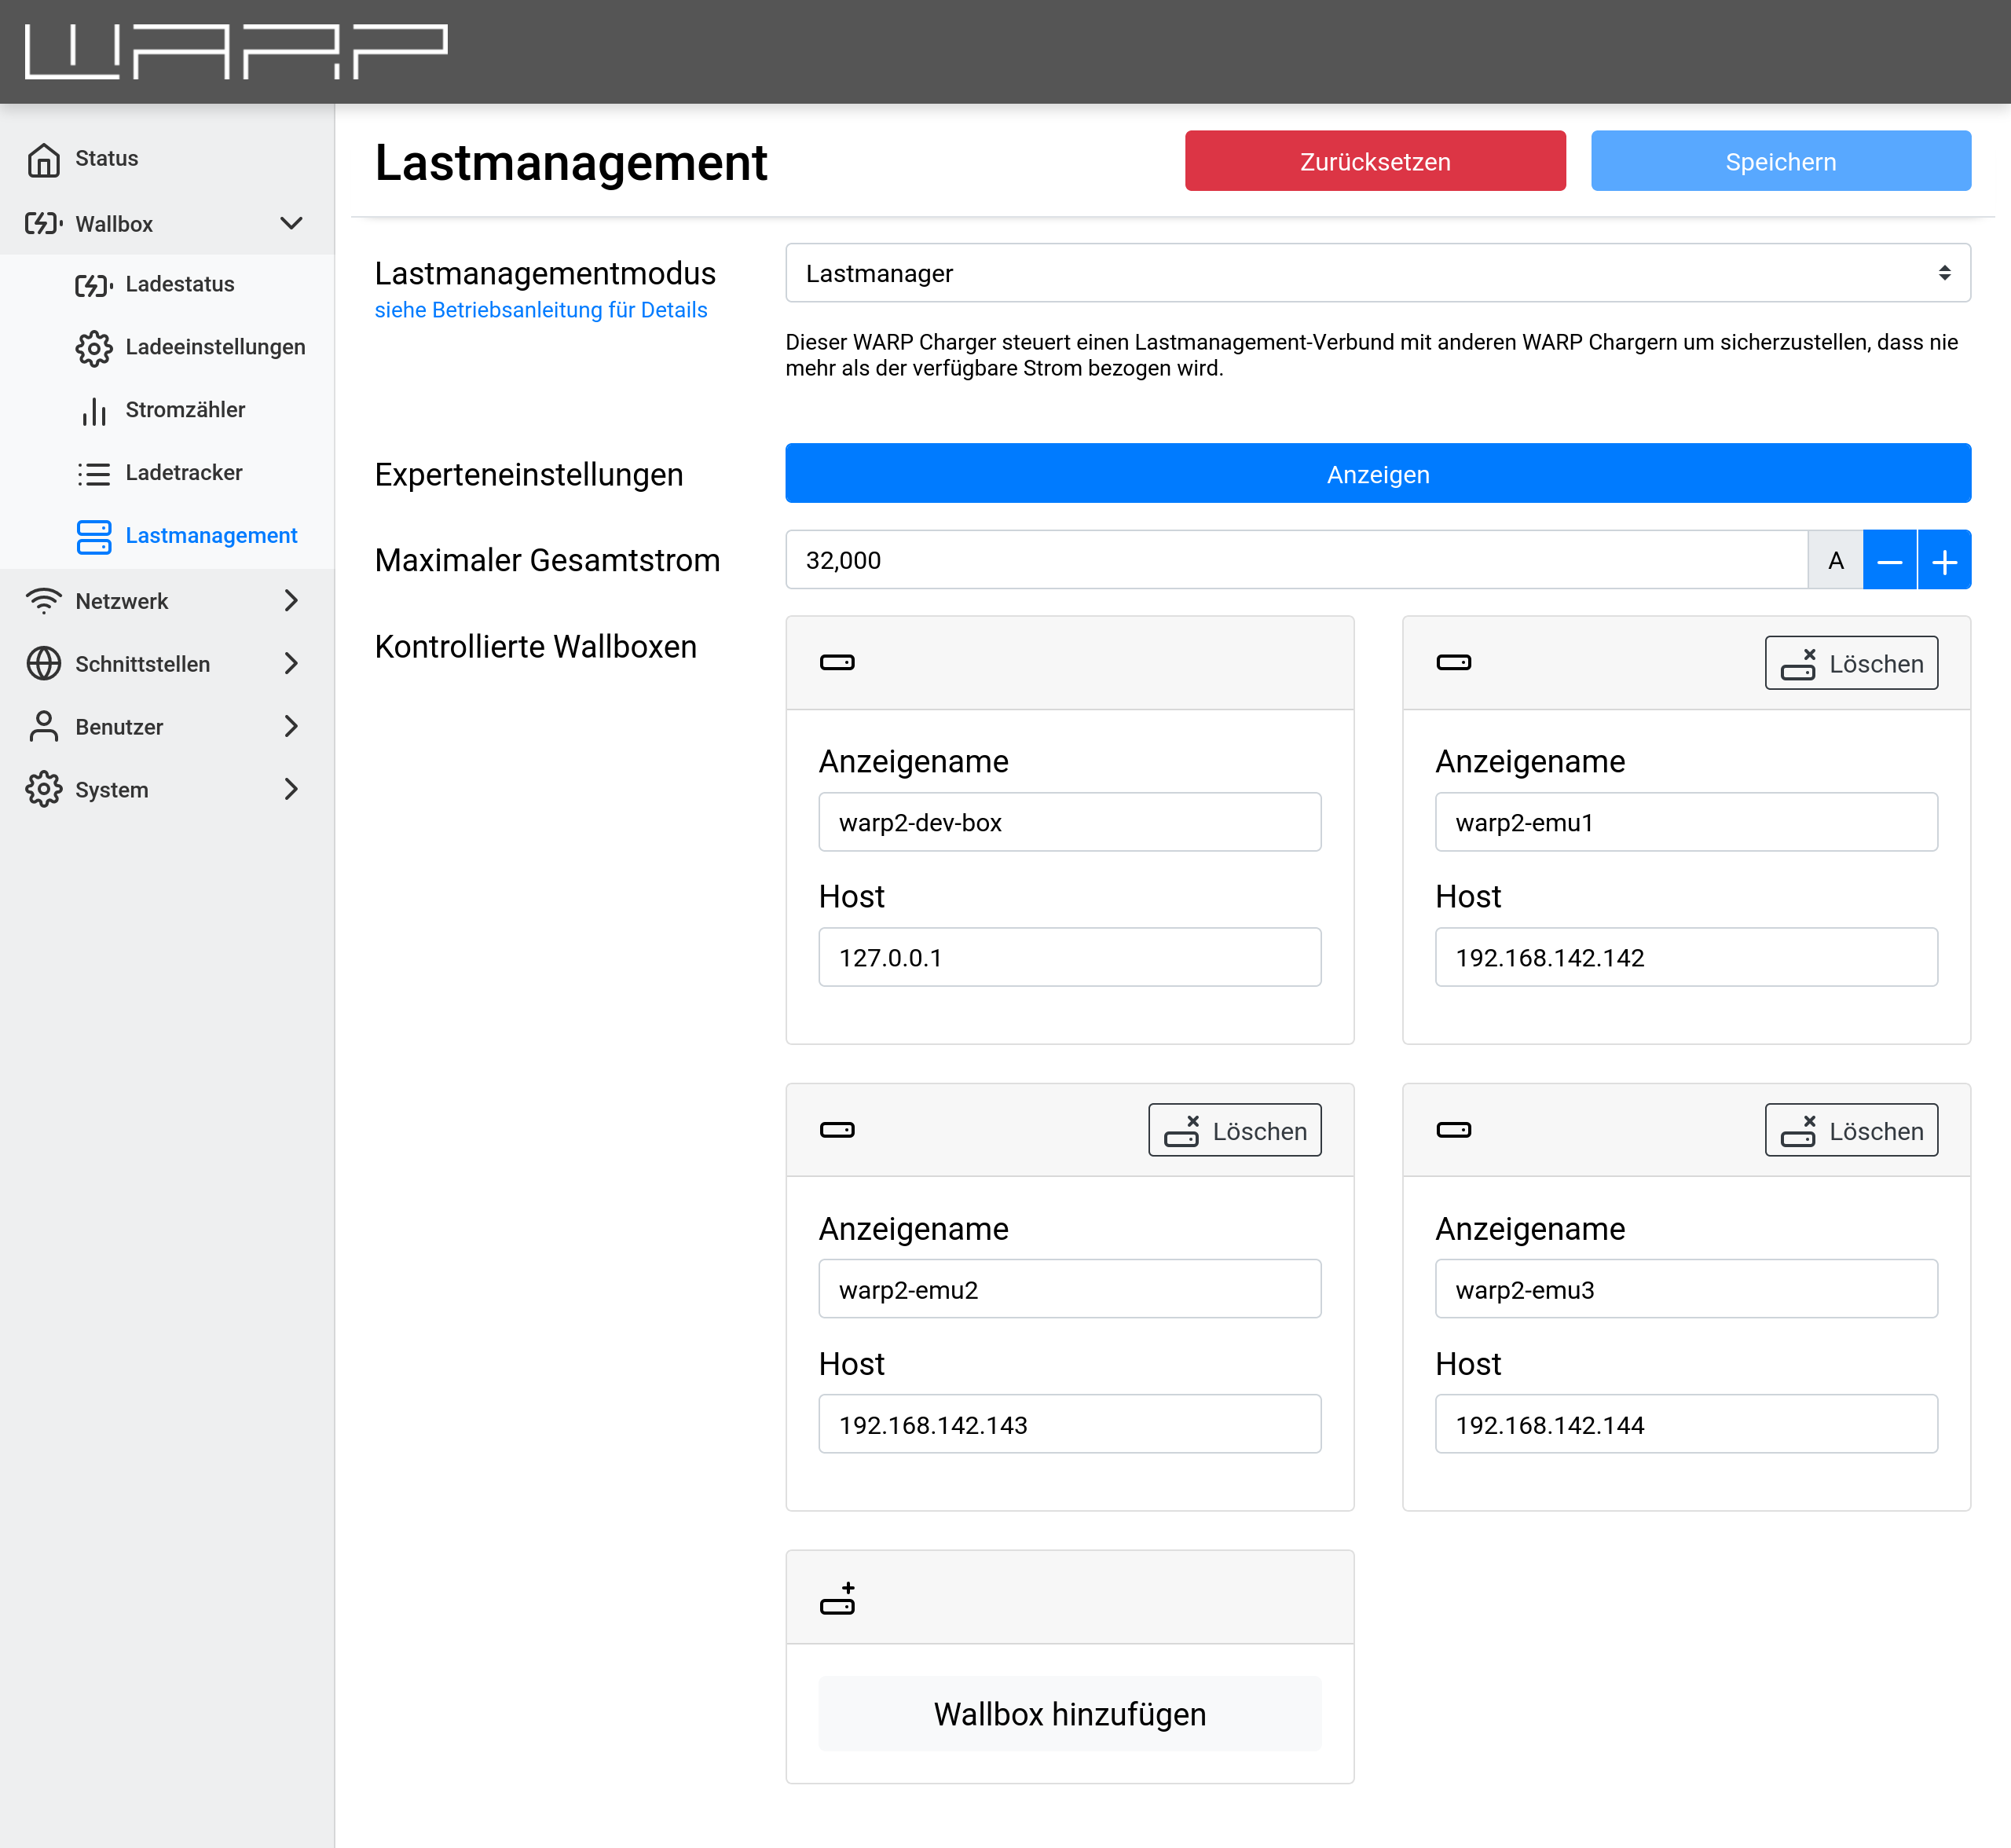 WARP
Status
Wallbox
Ladestatus
Ladeeinstellungen
Stromzähler
Ladetracker
Lastmanagement
Netzwerk
Schnittstellen
Benutzer
System
Lastmanagement
Zurücksetzen
Speichern
Lastmanagementmodus
siehe Betriebsanleitung für Details
Lastmanager
Dieser WARP Charger steuert einen Lastmanagement-Verbund mit anderen WARP Chargern um sicherzustellen, dass nie
mehr als der verfügbare Strom bezogen wird.
Experteneinstellungen
Anzeigen
Maximaler Gesamtstrom
32,000
A
Kontrollierte Wallboxen
Anzeigename
warp2-dev-box
Host
127.0.0.1
Löschen
Anzeigename
warp2-emu1
Host
192.168.142.142
Löschen
Anzeigename
warp2-emu2
Host
192.168.142.143
Löschen
Anzeigename
warp2-emu3
Host
192.168.142.144
Wallbox hinzufügen